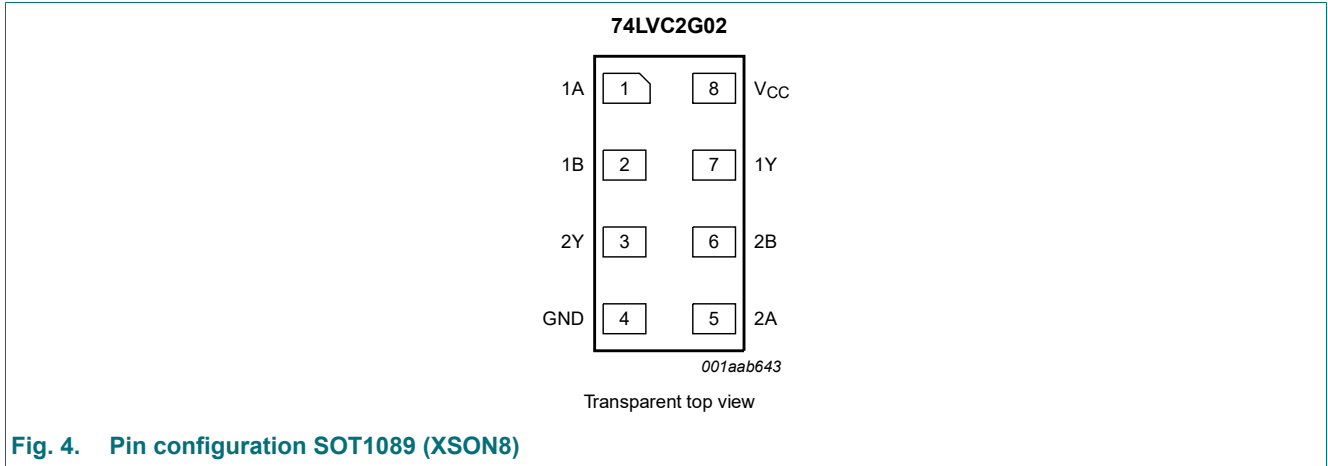 74LVC2G02
1A 1 8 VCC
1B 2 7 1Y
2Y 3 6 2B
GND 4 5 2A
001aab643
Transparent top view
Fig. 4. Pin configuration SOT1089 (XSON8)